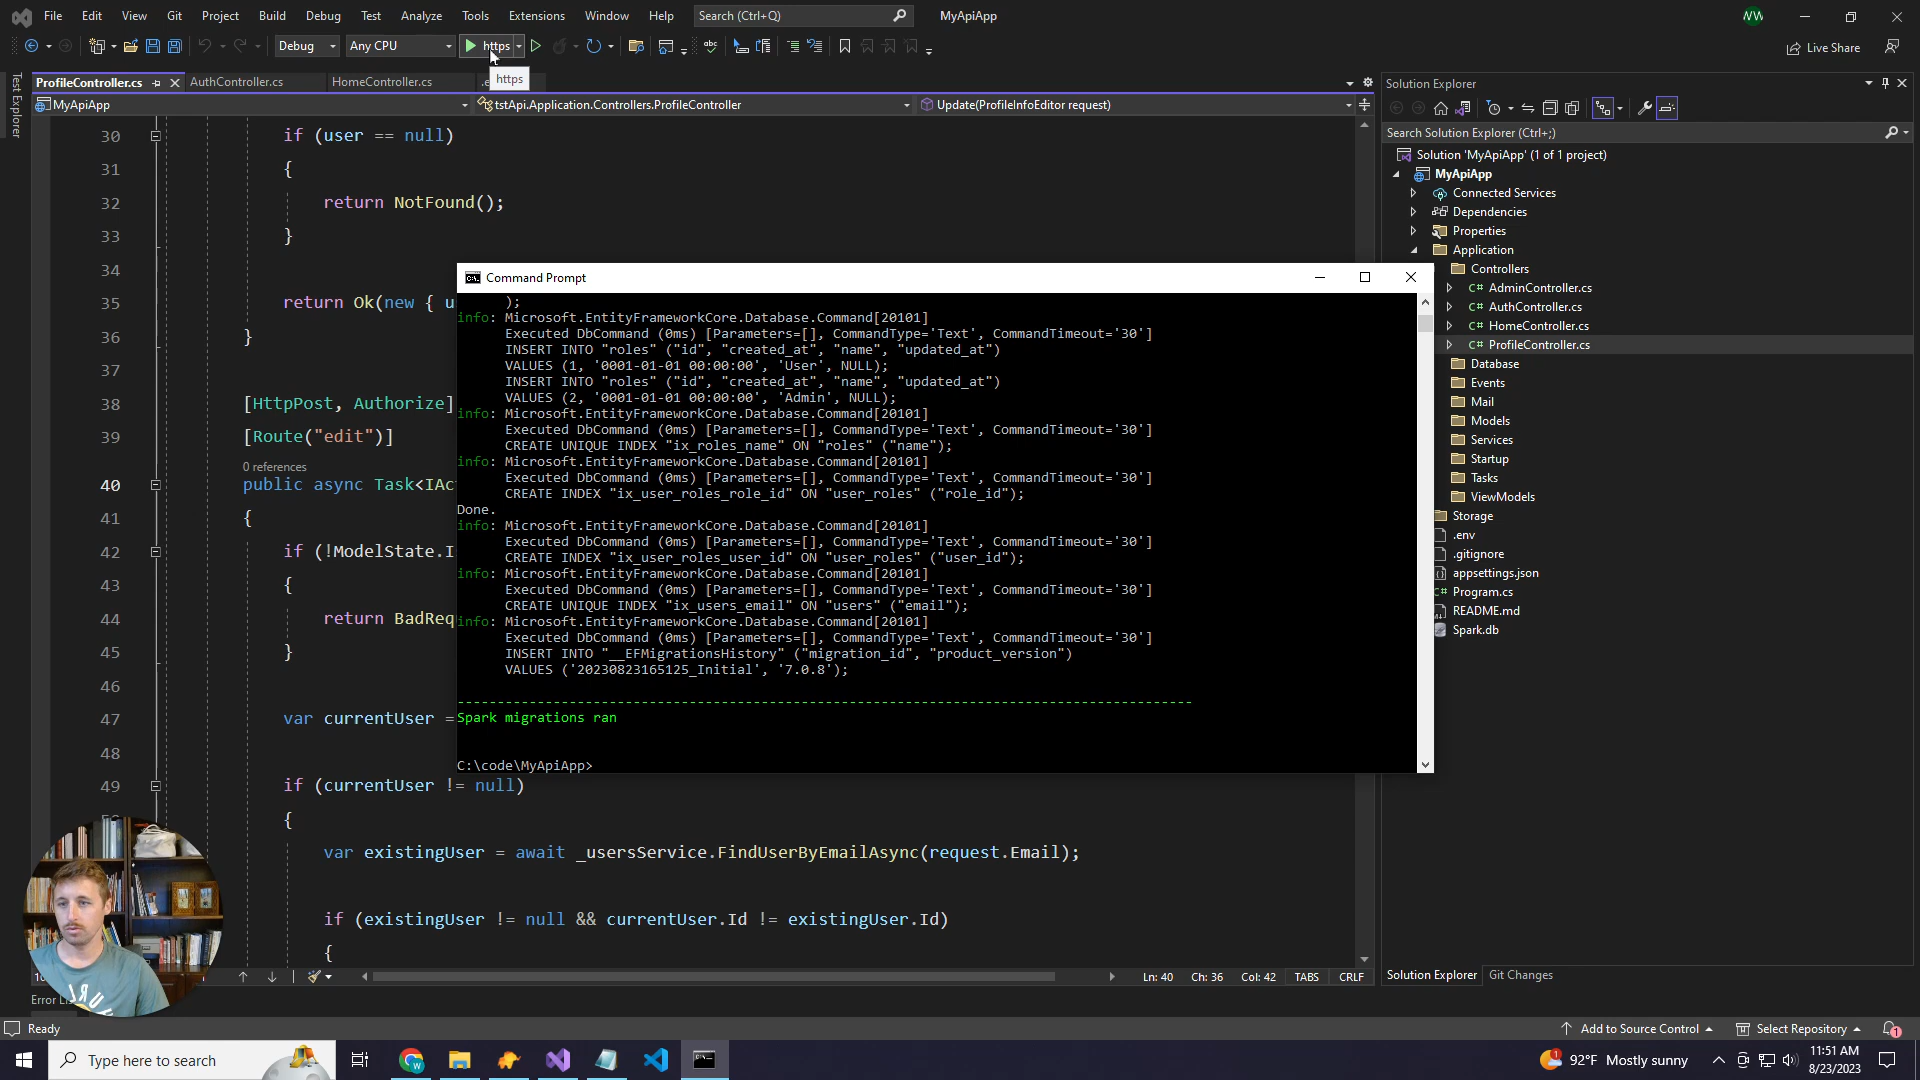 File Edit View Git Project Build Debug Test Analyze Tools Extensions Window Help Search (Ctrl+Q) MyApiApp WW
Debug Any CPU https Live Share
https
Test Explorer
ProfileController.cs AuthController.cs HomeController.cs
MyApiApp tstApi.Application.Controllers.ProfileController Update(ProfileInfoEditor request)
30 if (user == null)
31 {
32 return NotFound();
33 }
34
35 return Ok(new { u
36 }
37
38 [HttpPost, Authorize]
39 [Route("edit")]
0 references
40 public async Task<IAc
41 {
42 if (!ModelState.I
43 {
44 return BadReq
45 }
46
47 var currentUser =
48
49 if (currentUser != null)
{
var existingUser = await _usersService.FindUserByEmailAsync(request.Email);
if (existingUser != null && currentUser.Id != existingUser.Id)
{
Command Prompt
);
info: Microsoft.EntityFrameworkCore.Database.Command[20101]
Executed DbCommand (0ms) [Parameters=[], CommandType='Text', CommandTimeout='30']
INSERT INTO "roles" ("id", "created_at", "name", "updated_at")
VALUES (1, '0001-01-01 00:00:00', 'User', NULL);
INSERT INTO "roles" ("id", "created_at", "name", "updated_at")
VALUES (2, '0001-01-01 00:00:00', 'Admin', NULL);
info: Microsoft.EntityFrameworkCore.Database.Command[20101]
Executed DbCommand (0ms) [Parameters=[], CommandType='Text', CommandTimeout='30']
CREATE UNIQUE INDEX "ix_roles_name" ON "roles" ("name");
info: Microsoft.EntityFrameworkCore.Database.Command[20101]
Executed DbCommand (0ms) [Parameters=[], CommandType='Text', CommandTimeout='30']
CREATE INDEX "ix_user_roles_role_id" ON "user_roles" ("role_id");
Done.
info: Microsoft.EntityFrameworkCore.Database.Command[20101]
Executed DbCommand (0ms) [Parameters=[], CommandType='Text', CommandTimeout='30']
CREATE INDEX "ix_user_roles_user_id" ON "user_roles" ("user_id");
info: Microsoft.EntityFrameworkCore.Database.Command[20101]
Executed DbCommand (0ms) [Parameters=[], CommandType='Text', CommandTimeout='30']
CREATE UNIQUE INDEX "ix_users_email" ON "users" ("email");
info: Microsoft.EntityFrameworkCore.Database.Command[20101]
Executed DbCommand (0ms) [Parameters=[], CommandType='Text', CommandTimeout='30']
INSERT INTO "__EFMigrationsHistory" ("migration_id", "product_version")
VALUES ('20230823165125_Initial', '7.0.8');
--------------------------------------------------------------------------------------------
Spark migrations ran
C:\code\MyApiApp>
Ln: 40 Ch: 36 Col: 42 TABS CRLF
Solution Explorer
Search Solution Explorer (Ctrl+;)
Solution 'MyApiApp' (1 of 1 project)
MyApiApp
Connected Services
Dependencies
Properties
Application
Controllers
C# AdminController.cs
C# AuthController.cs
C# HomeController.cs
C# ProfileController.cs
Database
Events
Mail
Models
Services
Startup
Tasks
ViewModels
Storage
.env
.gitignore
appsettings.json
Program.cs
README.md
Spark.db
Solution Explorer Git Changes
Ready Add to Source Control Select Repository 1
Type here to search 92°F Mostly sunny 11:51 AM
8/23/2023